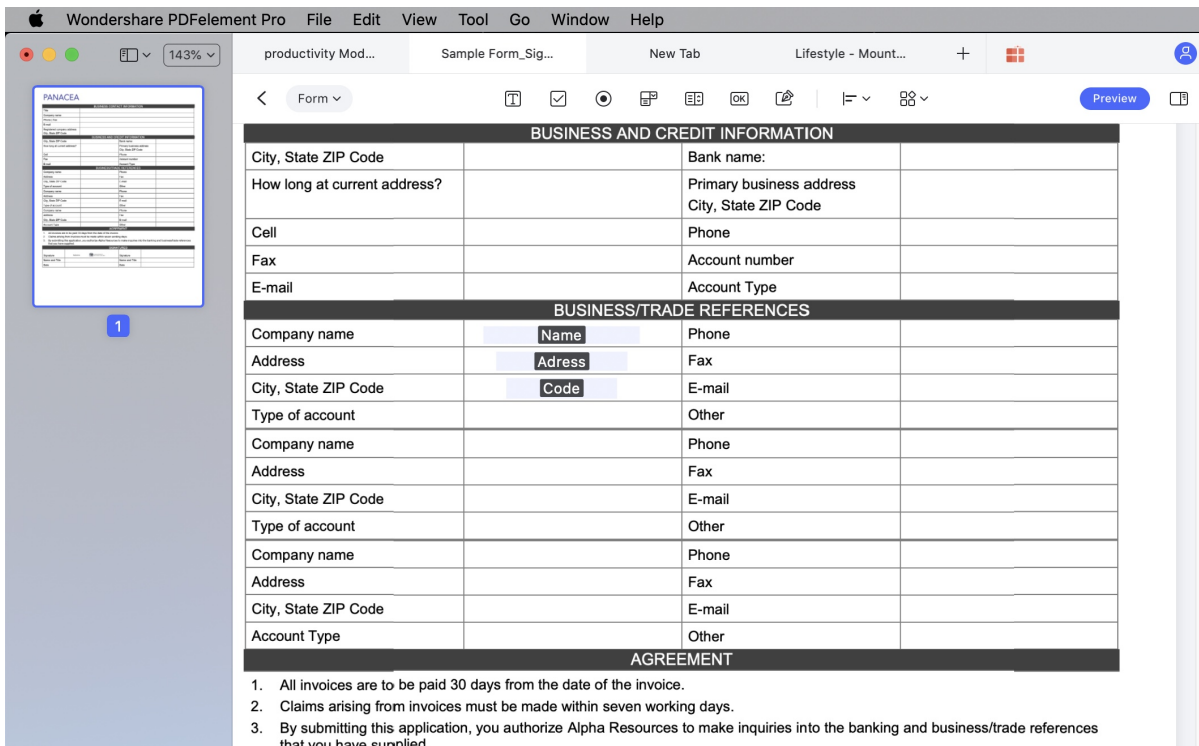 Wondershare PDFelement Pro File Edit View Tool Go Window Help
143% productivity Mod... Sample Form_Sig... New Tab Lifestyle - Mount... +
Form OK Preview
PANACEA
1
BUSINESS AND CREDIT INFORMATION
City, State ZIP Code Bank name:
How long at current address? Primary business address
City, State ZIP Code
Cell Phone
Fax Account number
E-mail Account Type
BUSINESS/TRADE REFERENCES
Company name Name Phone
Address Adress Fax
City, State ZIP Code Code E-mail
Type of account Other
Company name Phone
Address Fax
City, State ZIP Code E-mail
Type of account Other
Company name Phone
Address Fax
City, State ZIP Code E-mail
Account Type Other
AGREEMENT
1. All invoices are to be paid 30 days from the date of the invoice.
2. Claims arising from invoices must be made within seven working days.
3. By submitting this application, you authorize Alpha Resources to make inquiries into the banking and business/trade references
that you have supplied